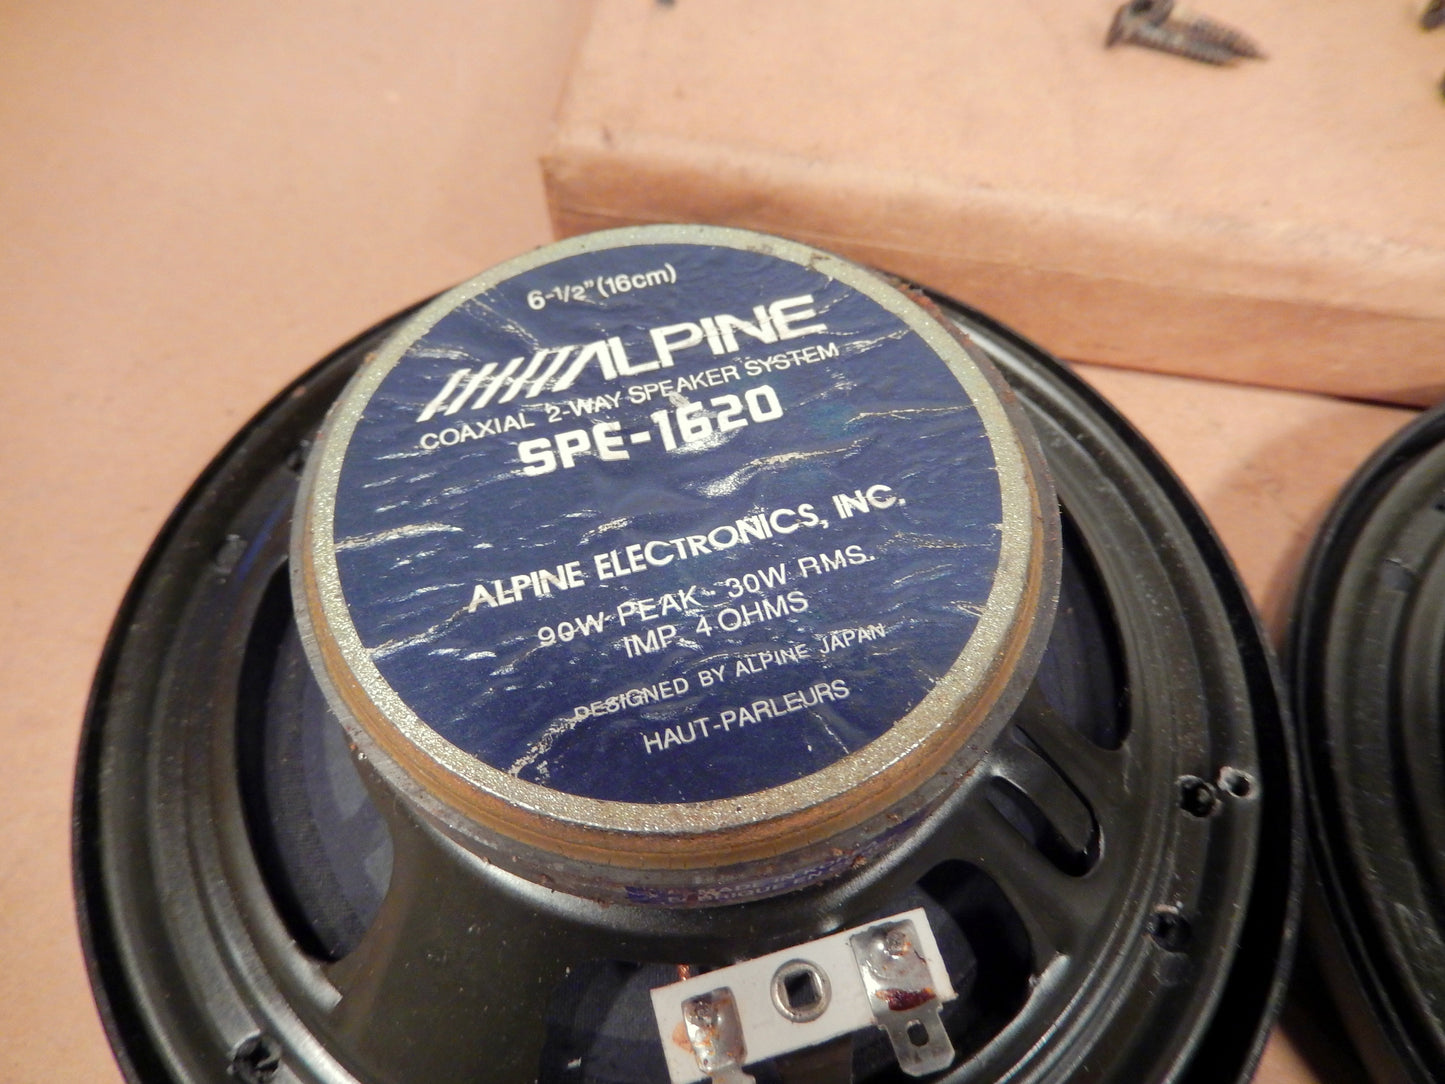 6-1/2" (16cm)
ALPINE
COAXIAL 2-WAY SPEAKER SYSTEM
SPE-1620
ALPINE ELECTRONICS, INC.
90W PEAK - 30W RMS.
IMP. 4 OHMS
DESIGNED BY ALPINE JAPAN
HAUT-PARLEURS